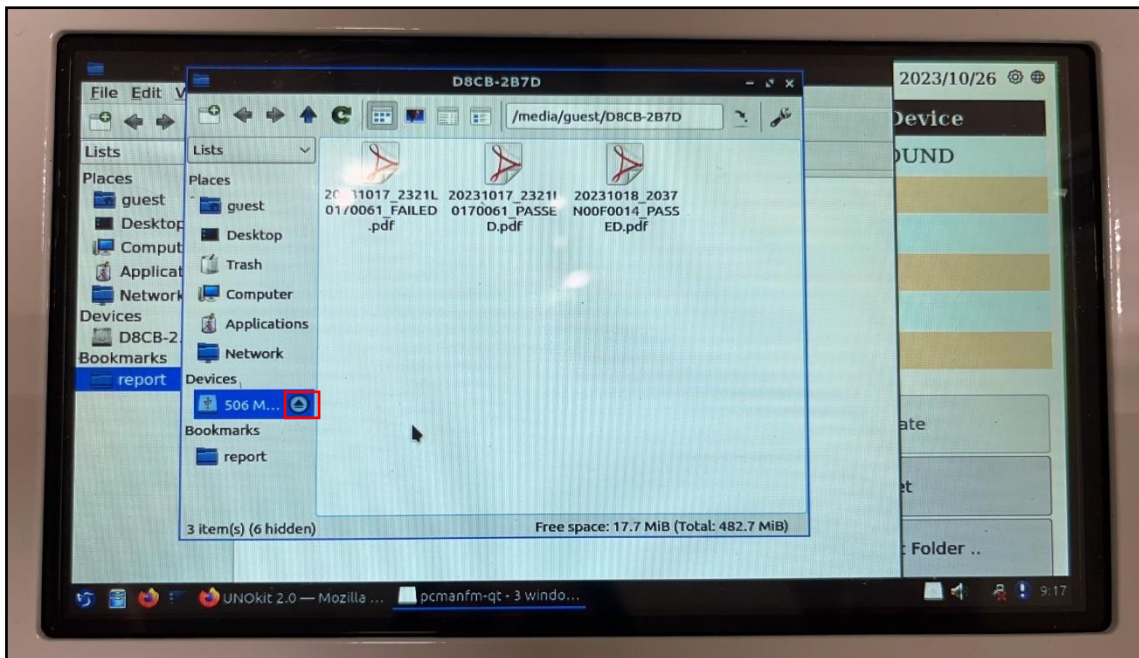 D8CB-2B7D
2023/10/26
File Edit V
/media/guest/D8CB-2B7D
Device
OUND
Lists
Places
guest
Desktop
Comput
Applicat
Network
Devices
D8CB-2
Bookmarks
report
Lists
Places
guest
Desktop
Trash
Computer
Applications
Network
Devices
506 M...
Bookmarks
report
0170061_FAILED
.pdf
0170061_PASSE
D.pdf
20231018_2037
N00F0014_PASS
ED.pdf
ate
et
t Folder ..
3 item(s) (6 hidden)
Free space: 17.7 MiB (Total: 482.7 MiB)
UNOkit 2.0 — Mozilla ...
pcmanfm-qt - 3 windo...
9:17